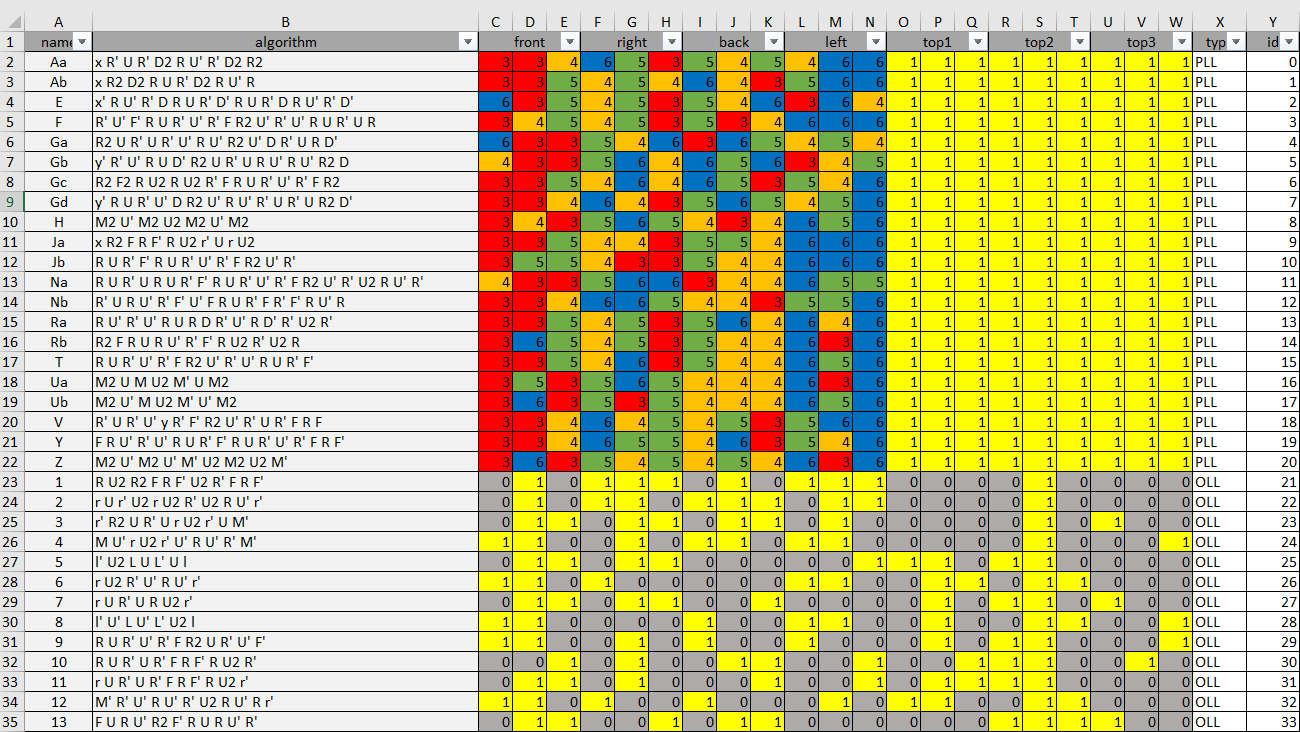 A B C D E F G H I J K L M N O P Q R S T U V W X Y
1 name algorithm front right back left top1 top2 top3 typ id
2 Aa x R' U R' D2 R U' R' D2 R2 3 3 4 6 5 3 5 4 5 4 6 6 1 1 1 1 1 1 1 1 1 PLL 0
3 Ab x R2 D2 R U R' D2 R U' R 3 3 5 4 5 4 6 4 3 5 6 6 1 1 1 1 1 1 1 1 1 PLL 1
4 E x' R U' R' D R U R' D' R U R' D R U' R' D' 6 3 5 4 5 3 5 4 6 3 6 4 1 1 1 1 1 1 1 1 1 PLL 2
5 F R' U' F' R U R' U' R' F R2 U' R' U' R U R' U R 3 4 5 4 5 3 5 3 4 6 6 6 1 1 1 1 1 1 1 1 1 PLL 3
6 Ga R2 U R' U R' U' R U' R2 U' D R' U R D' 6 3 3 5 4 6 3 6 5 4 5 4 1 1 1 1 1 1 1 1 1 PLL 4
7 Gb y' R' U' R U D' R2 U R' U R U' R U' R2 D 4 3 3 5 6 4 6 5 6 3 4 5 1 1 1 1 1 1 1 1 1 PLL 5
8 Gc R2 F2 R U2 R U2 R' F R U R' U' R' F R2 3 3 5 4 6 4 6 5 3 5 4 6 1 1 1 1 1 1 1 1 1 PLL 6
9 Gd y' R U R' U' D R2 U' R U' R' U R' U R2 D' 3 3 4 6 4 3 5 6 5 4 5 6 1 1 1 1 1 1 1 1 1 PLL 7
10 H M2 U' M2 U2 M2 U' M2 3 4 3 5 6 5 4 3 4 6 5 6 1 1 1 1 1 1 1 1 1 PLL 8
11 Ja x R2 F R F' R U2 r' U r U2 3 3 5 4 4 3 5 5 4 6 6 6 1 1 1 1 1 1 1 1 1 PLL 9
12 Jb R U R' F' R U R' U' R' F R2 U' R' 3 5 5 4 3 3 5 4 4 6 6 6 1 1 1 1 1 1 1 1 1 PLL 10
13 Na R U R' U R U R' F' R U R' U' R' F R2 U' R' U2 R U' R' 4 3 3 5 6 6 3 4 4 6 5 5 1 1 1 1 1 1 1 1 1 PLL 11
14 Nb R' U R U' R' F' U' F R U R' F R' F' R U' R 3 3 4 6 6 5 4 4 3 5 5 6 1 1 1 1 1 1 1 1 1 PLL 12
15 Ra R U' R' U' R U R D R' U' R D' R' U2 R' 3 3 5 4 5 3 5 6 4 6 4 6 1 1 1 1 1 1 1 1 1 PLL 13
16 Rb R2 F R U R U' R' F' R U2 R' U2 R 3 6 5 4 5 3 5 4 4 6 3 6 1 1 1 1 1 1 1 1 1 PLL 14
17 T R U R' U' R' F R2 U' R' U' R U R' F' 3 3 5 4 6 3 5 4 4 6 5 6 1 1 1 1 1 1 1 1 1 PLL 15
18 Ua M2 U M U2 M' U M2 3 5 3 5 6 5 4 4 4 6 3 6 1 1 1 1 1 1 1 1 1 PLL 16
19 Ub M2 U' M U2 M' U' M2 3 6 3 5 3 5 4 4 4 6 5 6 1 1 1 1 1 1 1 1 1 PLL 17
20 V R' U R' U' y R' F' R2 U' R' U R' F R F 3 3 4 6 4 5 4 5 3 5 6 6 1 1 1 1 1 1 1 1 1 PLL 18
21 Y F R U' R' U' R U R' F' R U R' U' R' F R F' 3 3 4 6 5 5 4 6 3 5 4 6 1 1 1 1 1 1 1 1 1 PLL 19
22 Z M2 U' M2 U' M' U2 M2 U2 M' 3 6 3 5 4 5 4 5 4 6 3 6 1 1 1 1 1 1 1 1 1 PLL 20
23 1 R U2 R2 F R F' U2 R' F R F' 0 1 0 1 1 1 0 1 0 1 1 1 0 0 0 0 1 0 0 0 0 OLL 21
24 2 r U r' U2 r U2 R' U2 R U' r' 0 1 0 0 1 0 1 1 1 0 1 1 0 0 0 0 1 0 0 0 0 OLL 22
25 3 r' R2 U R' U r U2 r' U M' 0 1 1 0 1 1 0 1 1 0 1 0 0 0 0 0 1 0 1 0 0 OLL 23
26 4 M U' r U2 r' U' R U' R' M' 1 1 0 0 1 0 1 1 0 1 1 0 0 0 0 0 1 0 0 0 1 OLL 24
27 5 l' U2 L U L' U l 0 1 0 0 1 1 0 0 0 0 0 1 1 1 0 1 1 0 0 0 0 OLL 25
28 6 r U2 R' U' R U' r' 1 1 0 1 0 0 0 0 0 1 1 0 0 1 1 0 1 1 0 0 0 OLL 26
29 7 r U R' U R U2 r' 0 1 1 0 1 1 0 0 1 0 0 0 0 1 0 1 1 0 1 0 0 OLL 27
30 8 l' U' L U' L' U2 l 1 1 0 0 0 0 1 0 0 1 1 0 0 1 0 0 1 1 0 0 1 OLL 28
31 9 R U R' U' R' F R2 U R' U' F' 1 1 0 0 1 0 1 0 0 1 0 0 0 1 0 1 1 0 0 0 1 OLL 29
32 10 R U R' U R' F R F' R U2 R' 0 0 1 0 1 0 0 1 1 0 0 1 0 0 1 1 1 0 0 1 0 OLL 30
33 11 r U R' U R' F R F' R U2 r' 0 1 1 0 1 0 0 0 1 0 0 1 0 1 1 1 1 0 0 0 0 OLL 31
34 12 M' R' U' R U' R' U2 R U' R r' 1 1 0 1 0 0 1 0 0 0 1 0 1 1 0 0 1 1 0 0 0 OLL 32
35 13 F U R U' R2 F' R U R U' R' 0 1 1 0 0 1 0 1 1 0 0 0 0 0 0 1 1 1 1 0 0 OLL 33